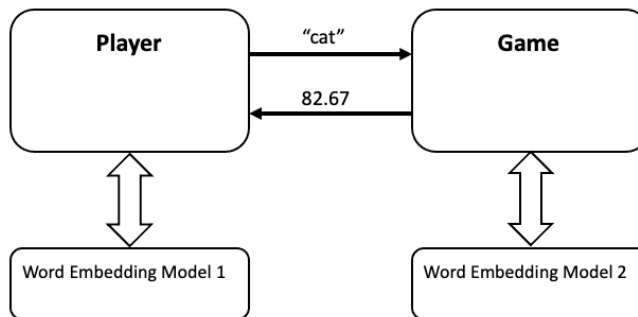 Player
“cat”
Game
82.67
Word Embedding Model 1
Word Embedding Model 2